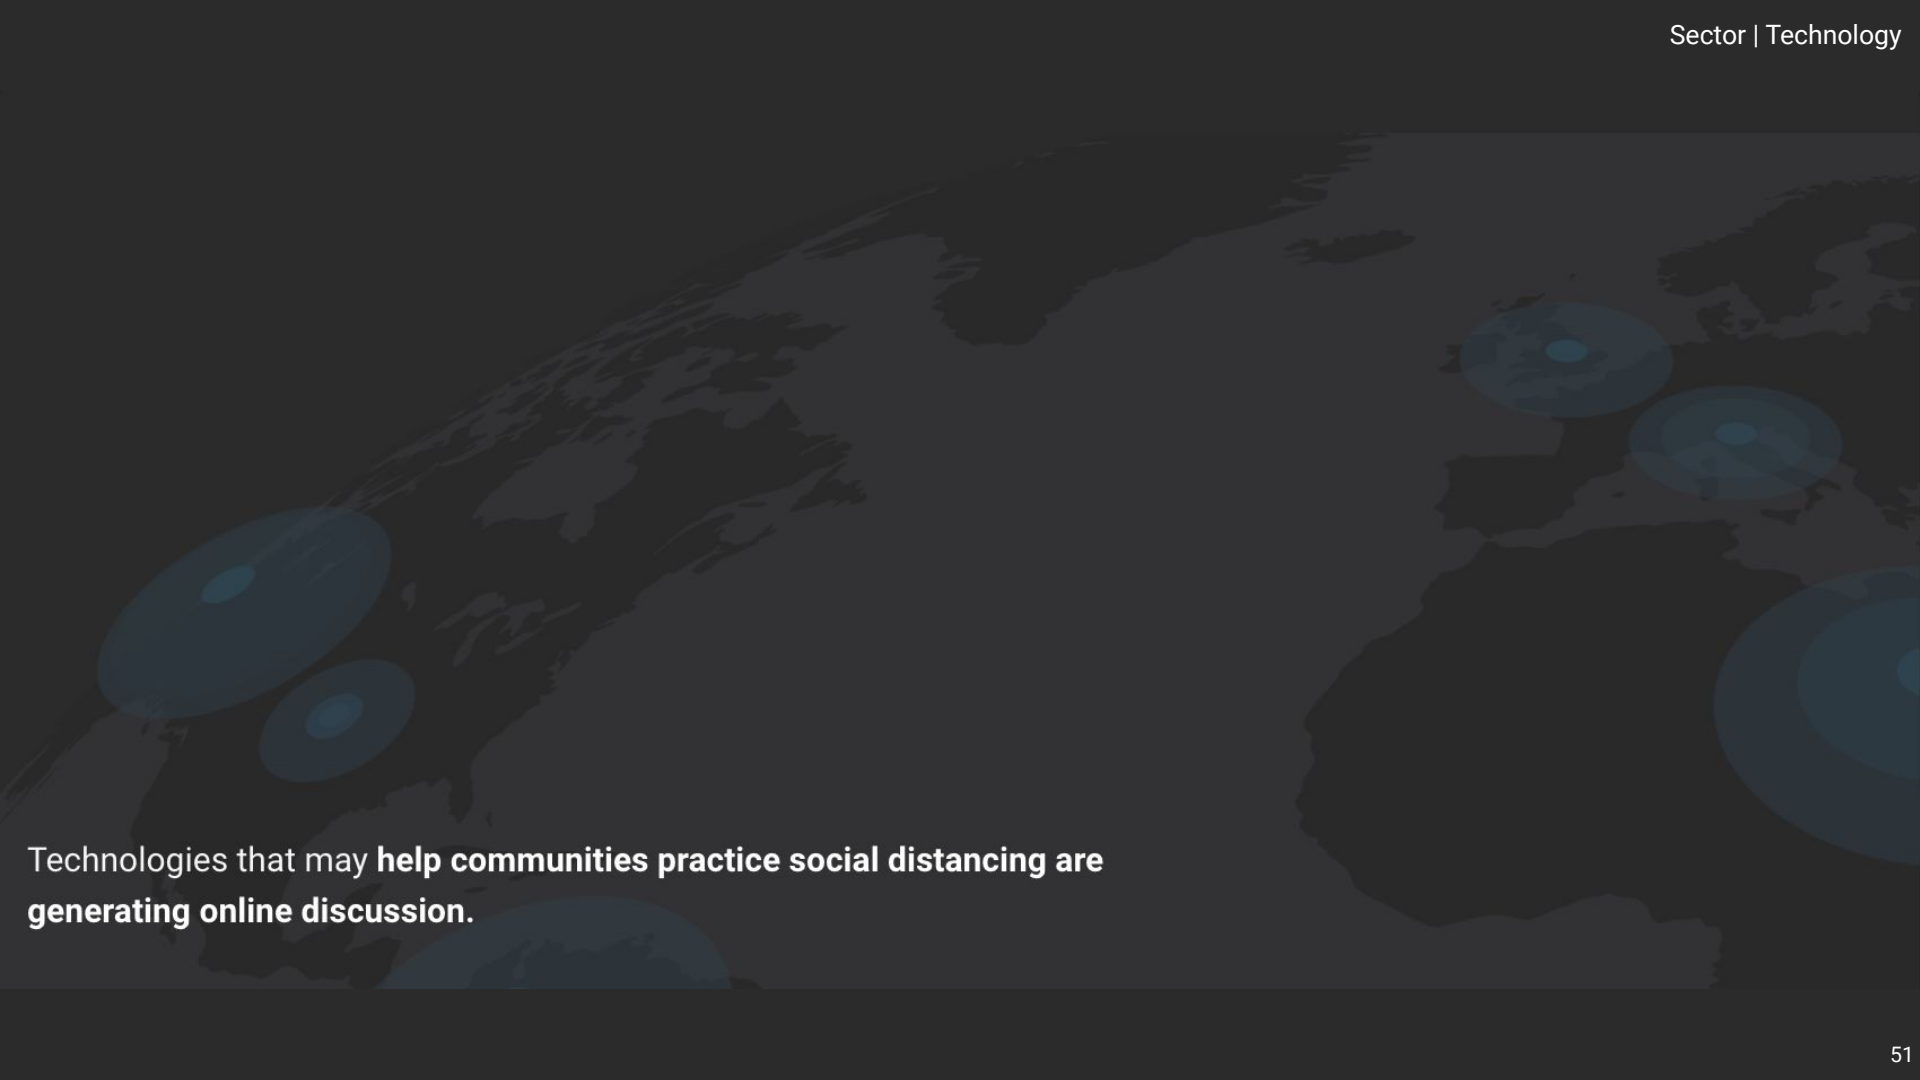 Sector | Technology
Technologies that may help communities practice social distancing are
generating online discussion.
51